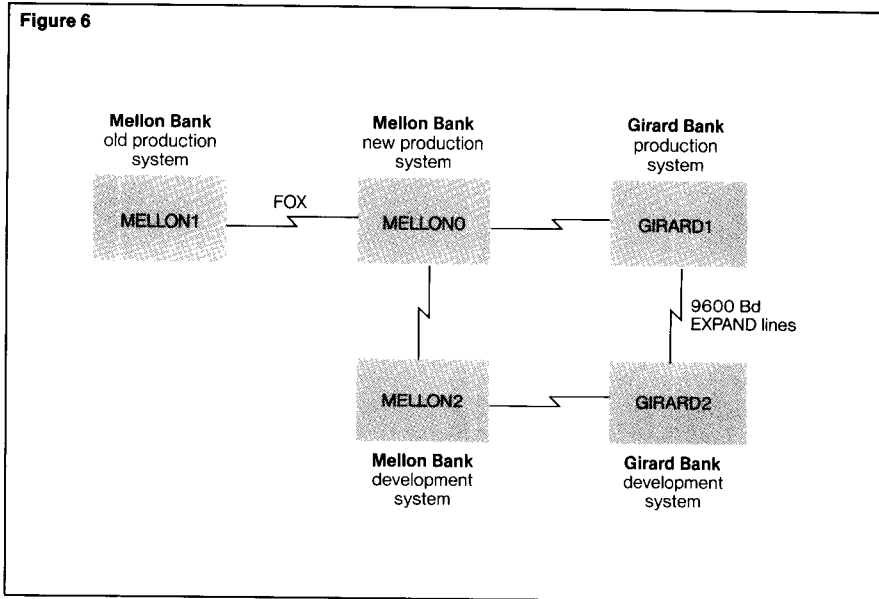 Figure 6
Mellon Bank
old production
system
Mellon Bank
new production
system
Girard Bank
production
system
MELLON1
FOX
MELLON0
GIRARD1
9600 Bd
EXPAND lines
MELLON2
GIRARD2
Mellon Bank
development
system
Girard Bank
development
system